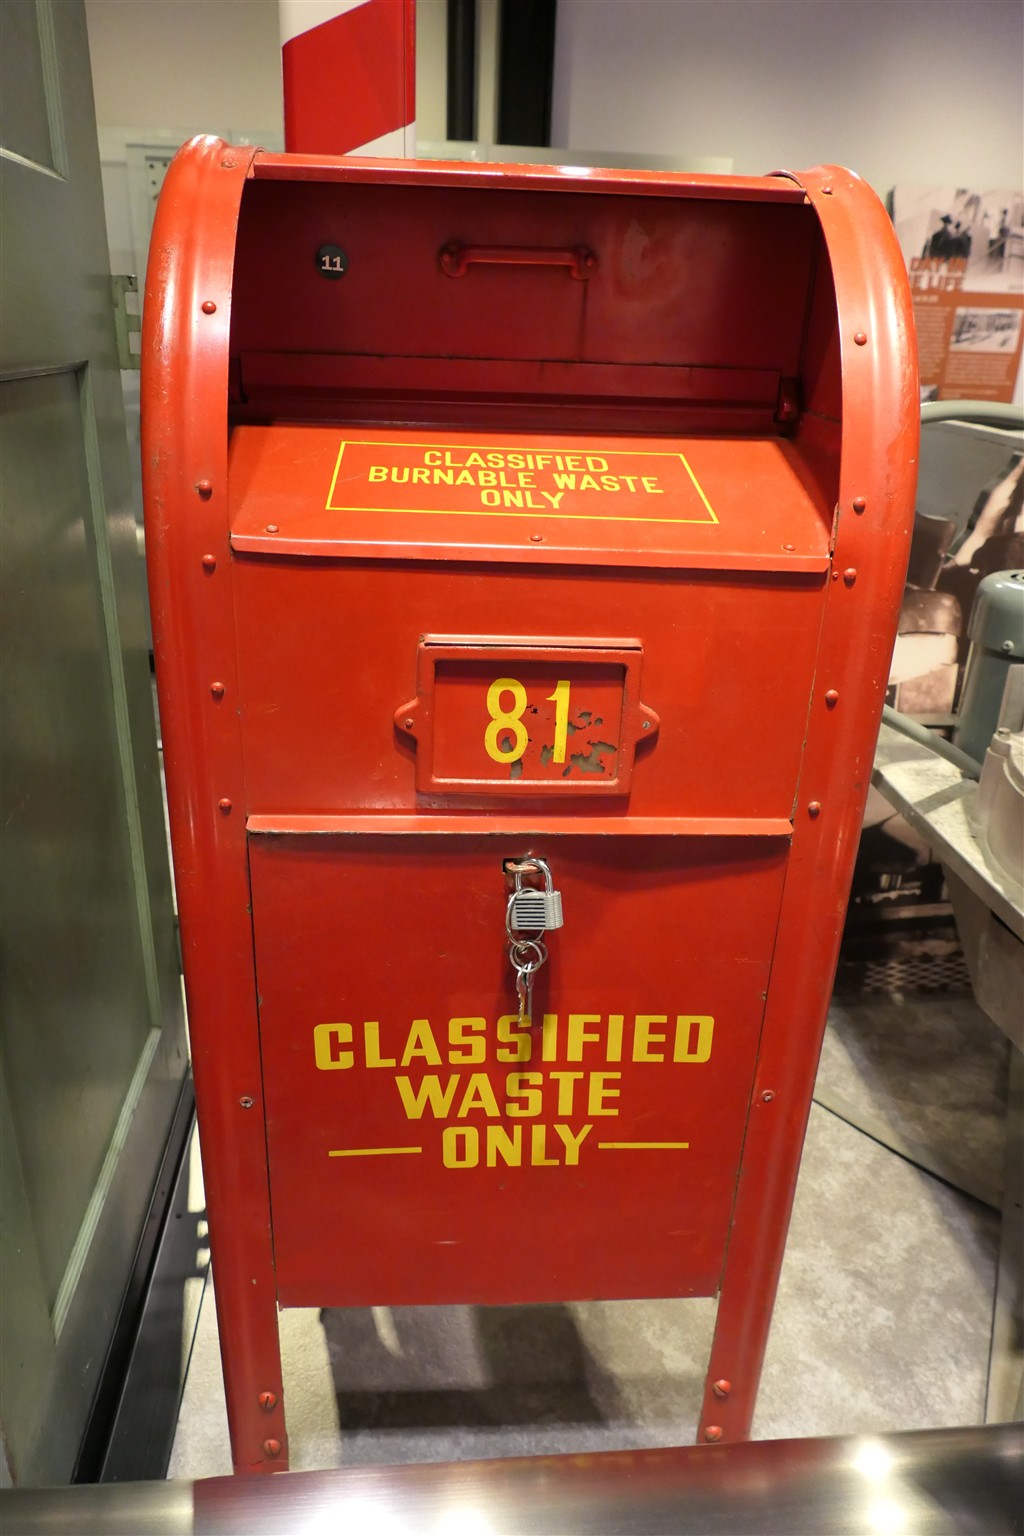 11
CLASSIFIED
BURNABLE WASTE
ONLY
81
CLASSIFIED
WASTE
ONLY